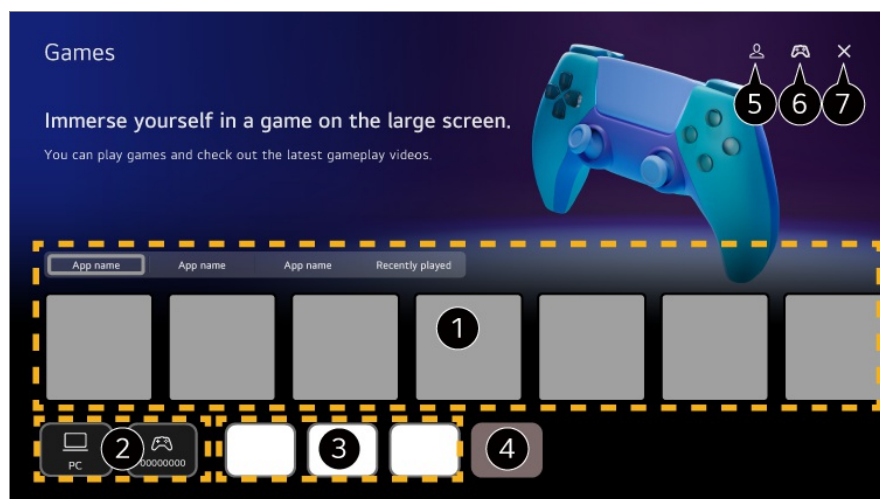 Games
5 6 7
Immerse yourself in a game on the large screen.
You can play games and check out the latest gameplay videos.
App name App name App name Recently played
1
2 3 4
PC 00000000